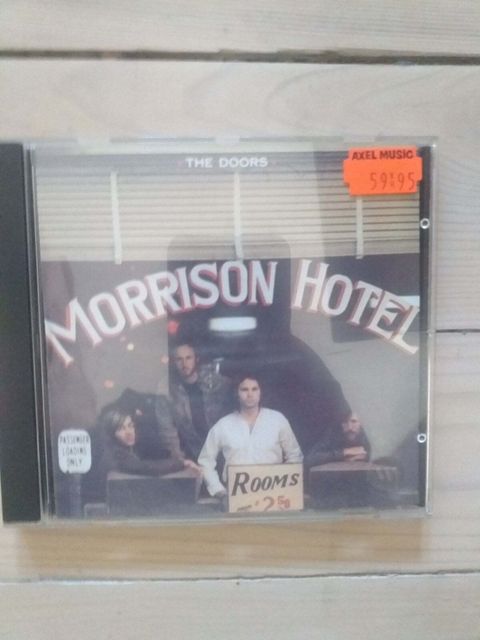 THE DOORS
AXEL MUSIC
59 95
MORRISON HOTEL
PASSENGER
LOADING
ONLY
ROOMS
$2.50